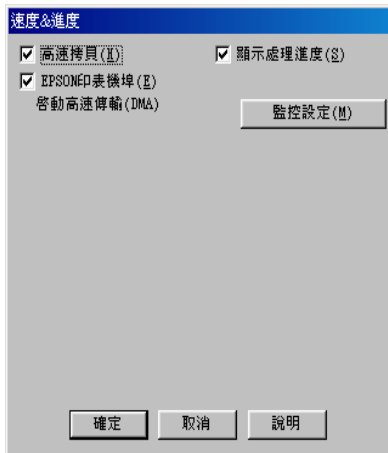 速度&進度
高速拷貝(X) 顯示處理進度(S)
EPSON印表機埠(E)
啓動高速傳輸(DMA)
監控設定(M)
確定 取消 說明